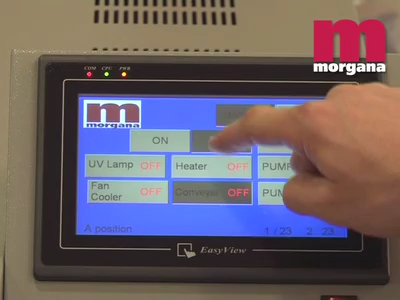 m
morgana
COM CPU PWR
m
morgana
ON
UV Lamp OFF Heater OFF PUMP
Fan Cooler OFF Conveyor OFF PUM
A position 1 / 23 2 23
EasyView